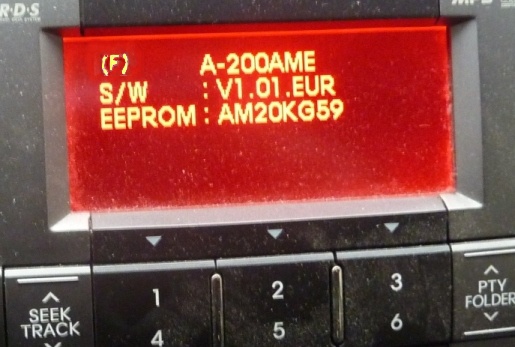 R·D·S
(F) A-200AME
S/W : V1.01.EUR
EEPROM : AM20KG59
1 2 3
4 5 6
SEEK
TRACK
PTY
FOLDER